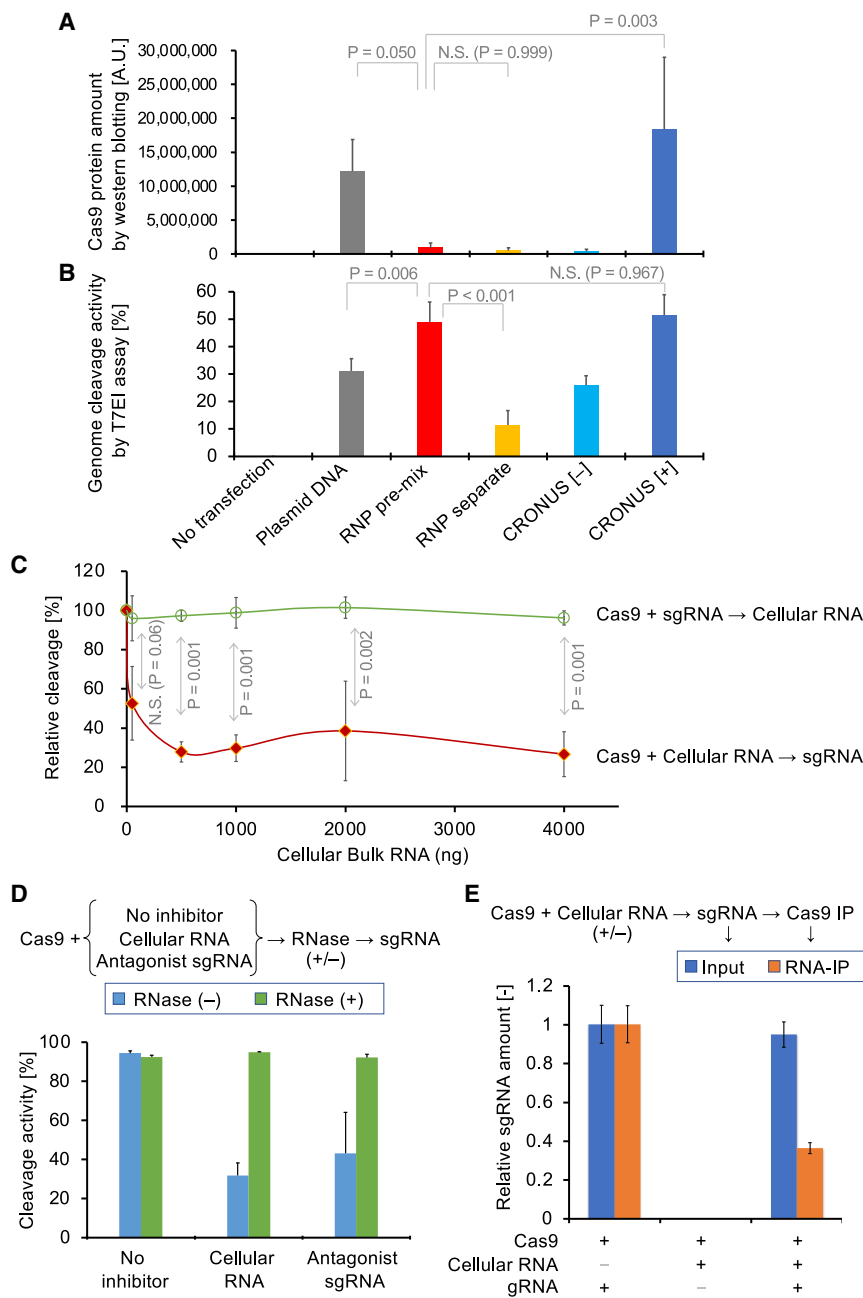 A
Cas9 protein amount
by western blotting [A.U.]
30,000,000
25,000,000
20,000,000
15,000,000
10,000,000
5,000,000
0
P = 0.003
P = 0.050
N.S. (P = 0.999)
B
Genome cleavage activity
by T7EI assay [%]
60
50
40
30
20
10
0
P = 0.006
N.S. (P = 0.967)
P < 0.001
No transfection
Plasmid DNA
RNP pre-mix
RNP separate
CRONUS [-]
CRONUS [+]
C
Relative cleavage [%]
120
100
80
60
40
20
0
N.S. (P = 0.06)
P = 0.001
P = 0.001
P = 0.002
P = 0.001
Cas9 + sgRNA → Cellular RNA
Cas9 + Cellular RNA → sgRNA
0 1000 2000 3000 4000
Cellular Bulk RNA (ng)
D
No inhibitor
Cas9 + Cellular RNA → RNase → sgRNA
Antagonist sgRNA (+/–)
RNase (–) RNase (+)
Cleavage activity [%]
100
80
60
40
20
0
No inhibitor
Cellular RNA
Antagonist sgRNA
E
Cas9 + Cellular RNA → sgRNA → Cas9 IP
(+/–) ↓ ↓
Input RNA-IP
Relative sgRNA amount [-]
1.2
1
0.8
0.6
0.4
0.2
0
Cas9 + + +
Cellular RNA – + +
gRNA + – +